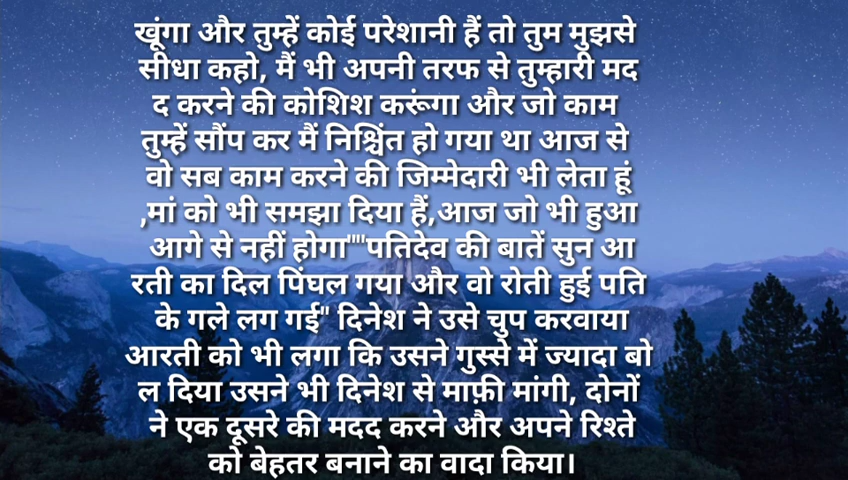 खूंगा और तुम्हें कोई परेशानी हैं तो तुम मुझसे
सीधा कहो, मैं भी अपनी तरफ से तुम्हारी मद
द करने की कोशिश करूंगा और जो काम
तुम्हें सौंप कर मैं निश्चिंत हो गया था आज से
वो सब काम करने की जिम्मेदारी भी लेता हूं
,मां को भी समझा दिया हैं,आज जो भी हुआ
आगे से नहीं होगा""पतिदेव की बातें सुन आ
रती का दिल पिंघल गया और वो रोती हुई पति
के गले लग गई" दिनेश ने उसे चुप करवाया
आरती को भी लगा कि उसने गुस्से में ज्यादा बो
ल दिया उसने भी दिनेश से माफ़ी मांगी, दोनों
ने एक दूसरे की मदद करने और अपने रिश्ते
को बेहतर बनाने का वादा किया।